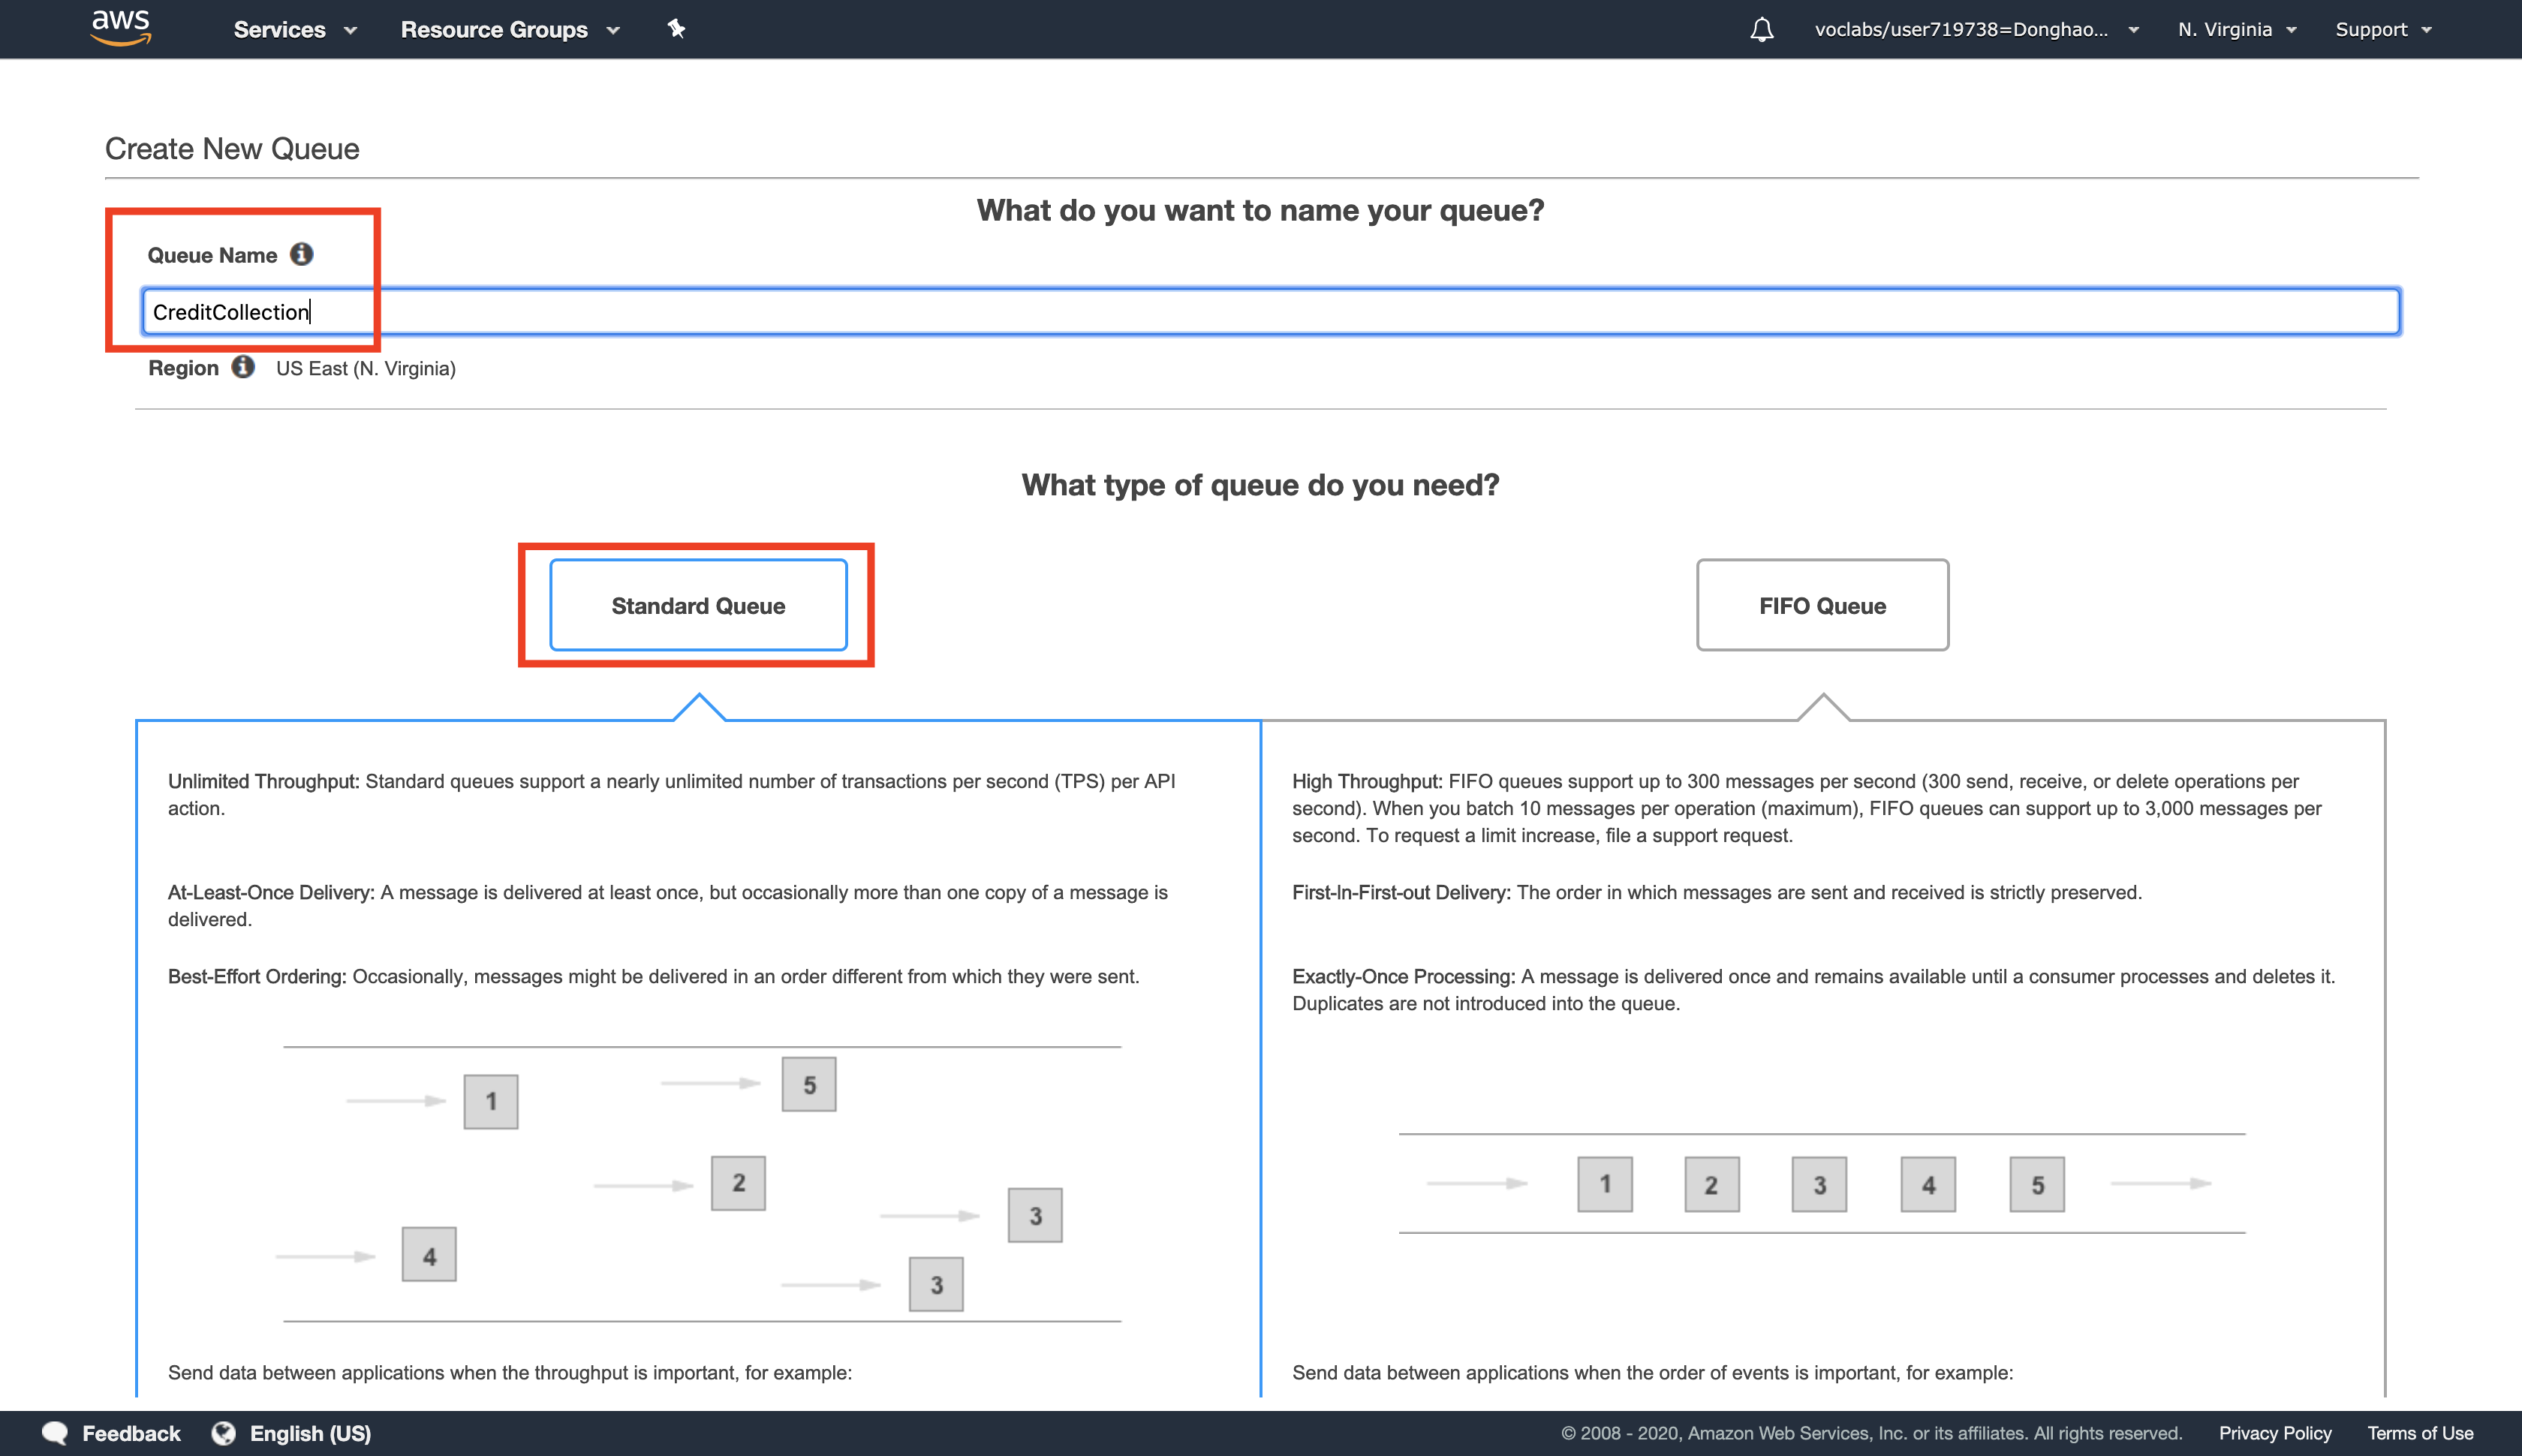 aws Services Resource Groups voclabs/user719738=Donghao... N. Virginia Support
Create New Queue
What do you want to name your queue?
Queue Name
CreditCollection
Region US East (N. Virginia)
What type of queue do you need?
Standard Queue
FIFO Queue
Unlimited Throughput: Standard queues support a nearly unlimited number of transactions per second (TPS) per API
action.
At-Least-Once Delivery: A message is delivered at least once, but occasionally more than one copy of a message is
delivered.
Best-Effort Ordering: Occasionally, messages might be delivered in an order different from which they were sent.
1
5
2
3
4
3
Send data between applications when the throughput is important, for example:
High Throughput: FIFO queues support up to 300 messages per second (300 send, receive, or delete operations per
second). When you batch 10 messages per operation (maximum), FIFO queues can support up to 3,000 messages per
second. To request a limit increase, file a support request.
First-In-First-out Delivery: The order in which messages are sent and received is strictly preserved.
Exactly-Once Processing: A message is delivered once and remains available until a consumer processes and deletes it.
Duplicates are not introduced into the queue.
1 2 3 4 5
Send data between applications when the order of events is important, for example:
Feedback English (US) © 2008 - 2020, Amazon Web Services, Inc. or its affiliates. All rights reserved. Privacy Policy Terms of Use